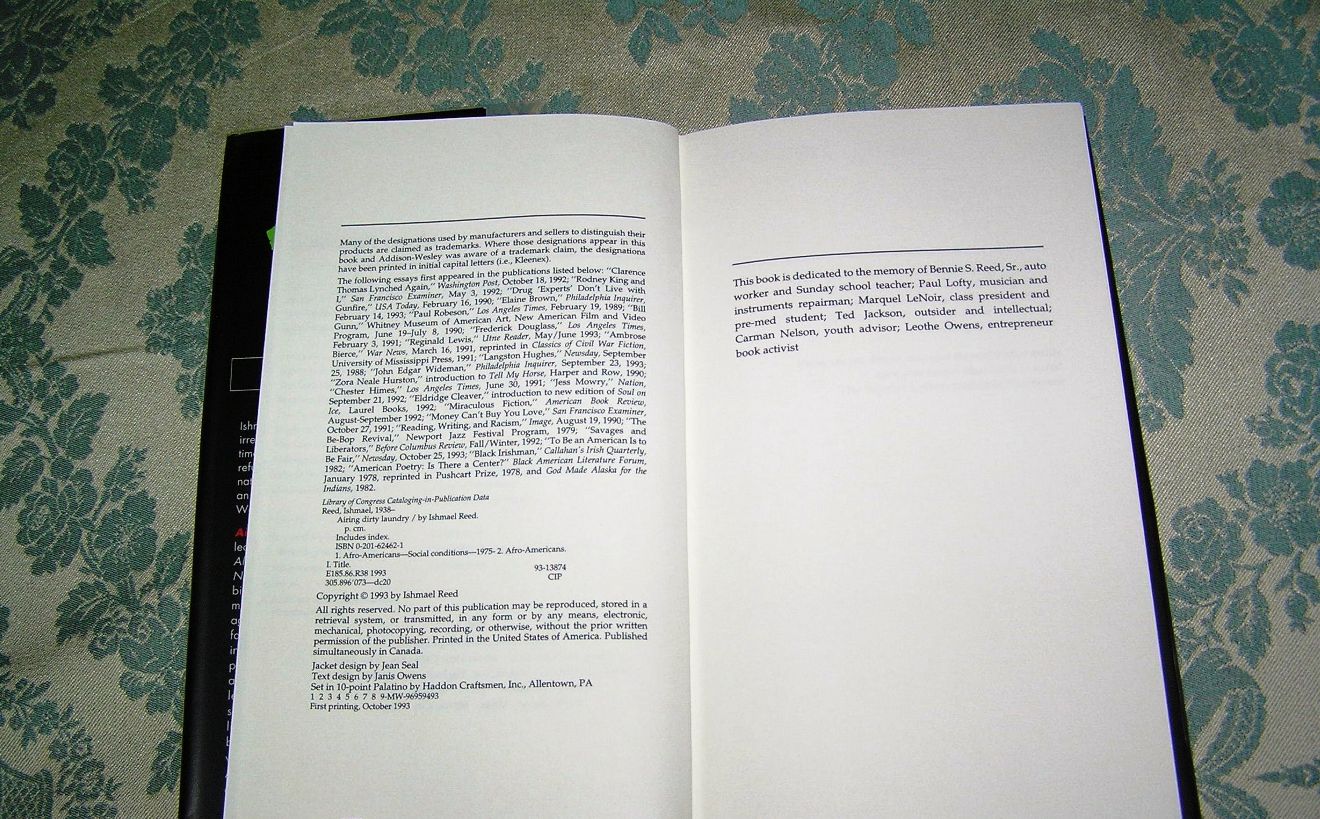 Many of the designations used by manufacturers and sellers to distinguish their
products are claimed as trademarks. Where those designations appear in this
book and Addison-Wesley was aware of a trademark claim, the designations
have been printed in initial capital letters (i.e., Kleenex).
The following essays first appeared in the publications listed below: "Clarence
Thomas Lynched Again," Washington Post, October 18, 1992; "Rodney King and
I," San Francisco Examiner, May 3, 1992; "Drug 'Experts' Don't Live with
Gunfire," USA Today, February 16, 1990; "Elaine Brown," Philadelphia Inquirer,
February 14, 1993; "Paul Robeson," Los Angeles Times, February 19, 1989; "Bill
Gunn," Whitney Museum of American Art, New American Film and Video
Program, June 19–July 8, 1990; "Frederick Douglass," Los Angeles Times,
February 3, 1991; "Reginald Lewis," Utne Reader, May/June 1993; "Ambrose
Bierce," War News, March 16, 1991, reprinted in Classics of Civil War Fiction,
University of Mississippi Press, 1991; "Langston Hughes," Newsday, September
25, 1988; "John Edgar Wideman," Philadelphia Inquirer, September 23, 1993;
"Zora Neale Hurston," introduction to Tell My Horse, Harper and Row, 1990;
"Chester Himes," Los Angeles Times, June 30, 1991; "Jess Mowry," Nation,
September 21, 1992; "Eldridge Cleaver," introduction to new edition of Soul on
Ice, Laurel Books, 1992; "Miraculous Fiction," American Book Review,
August-September 1992; "Money Can't Buy You Love," San Francisco Examiner,
October 27, 1991; "Reading, Writing, and Racism," Image, August 19, 1990; "The
Be-Bop Revival," Newport Jazz Festival Program, 1979; "Savages and
Liberators," Before Columbus Review, Fall/Winter, 1992; "To Be an American Is to
Be Fair," Newsday, October 25, 1993; "Black Irishman," Callahan's Irish Quarterly,
1982; "American Poetry: Is There a Center?" Black American Literature Forum,
January 1978, reprinted in Pushcart Prize, 1978, and God Made Alaska for the
Indians, 1982.
Library of Congress Cataloging-in-Publication Data
Reed, Ishmael, 1938–
Airing dirty laundry / by Ishmael Reed.
p. cm.
Includes index.
ISBN 0-201-62462-1
1. Afro-Americans—Social conditions—1975- 2. Afro-Americans.
I. Title.
E185.86.R38 1993 93-13874
305.896'073—dc20 CIP
Copyright © 1993 by Ishmael Reed
All rights reserved. No part of this publication may be reproduced, stored in a
retrieval system, or transmitted, in any form or by any means, electronic,
mechanical, photocopying, recording, or otherwise, without the prior written
permission of the publisher. Printed in the United States of America. Published
simultaneously in Canada.
Jacket design by Jean Seal
Text design by Janis Owens
Set in 10-point Palatino by Haddon Craftsmen, Inc., Allentown, PA
1 2 3 4 5 6 7 8 9-MW-96959493
First printing, October 1993
This book is dedicated to the memory of Bennie S. Reed, Sr., auto
worker and Sunday school teacher; Paul Lofty, musician and
instruments repairman; Marquel LeNoir, class president and
pre-med student; Ted Jackson, outsider and intellectual;
Carman Nelson, youth advisor; Leothe Owens, entrepreneur
book activist